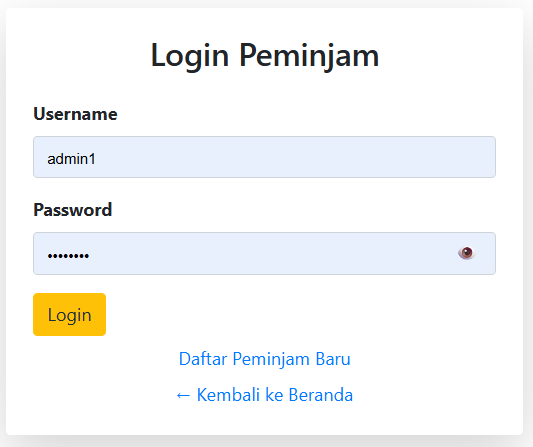 Login Peminjam
Username
admin1
Password
••••••••
Login
Daftar Peminjam Baru
← Kembali ke Beranda